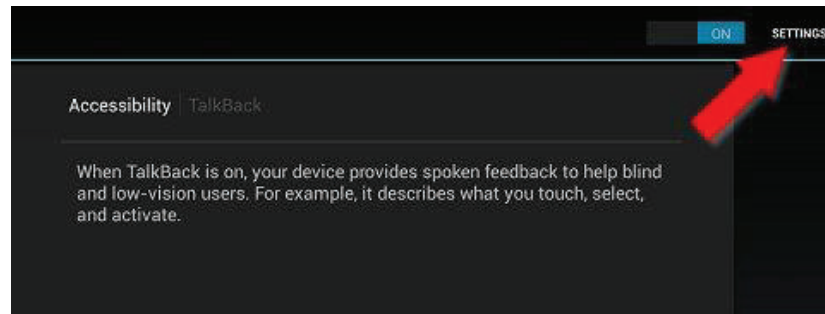 ON SETTINGS
Accessibility TalkBack
When TalkBack is on, your device provides spoken feedback to help blind
and low-vision users. For example, it describes what you touch, select,
and activate.